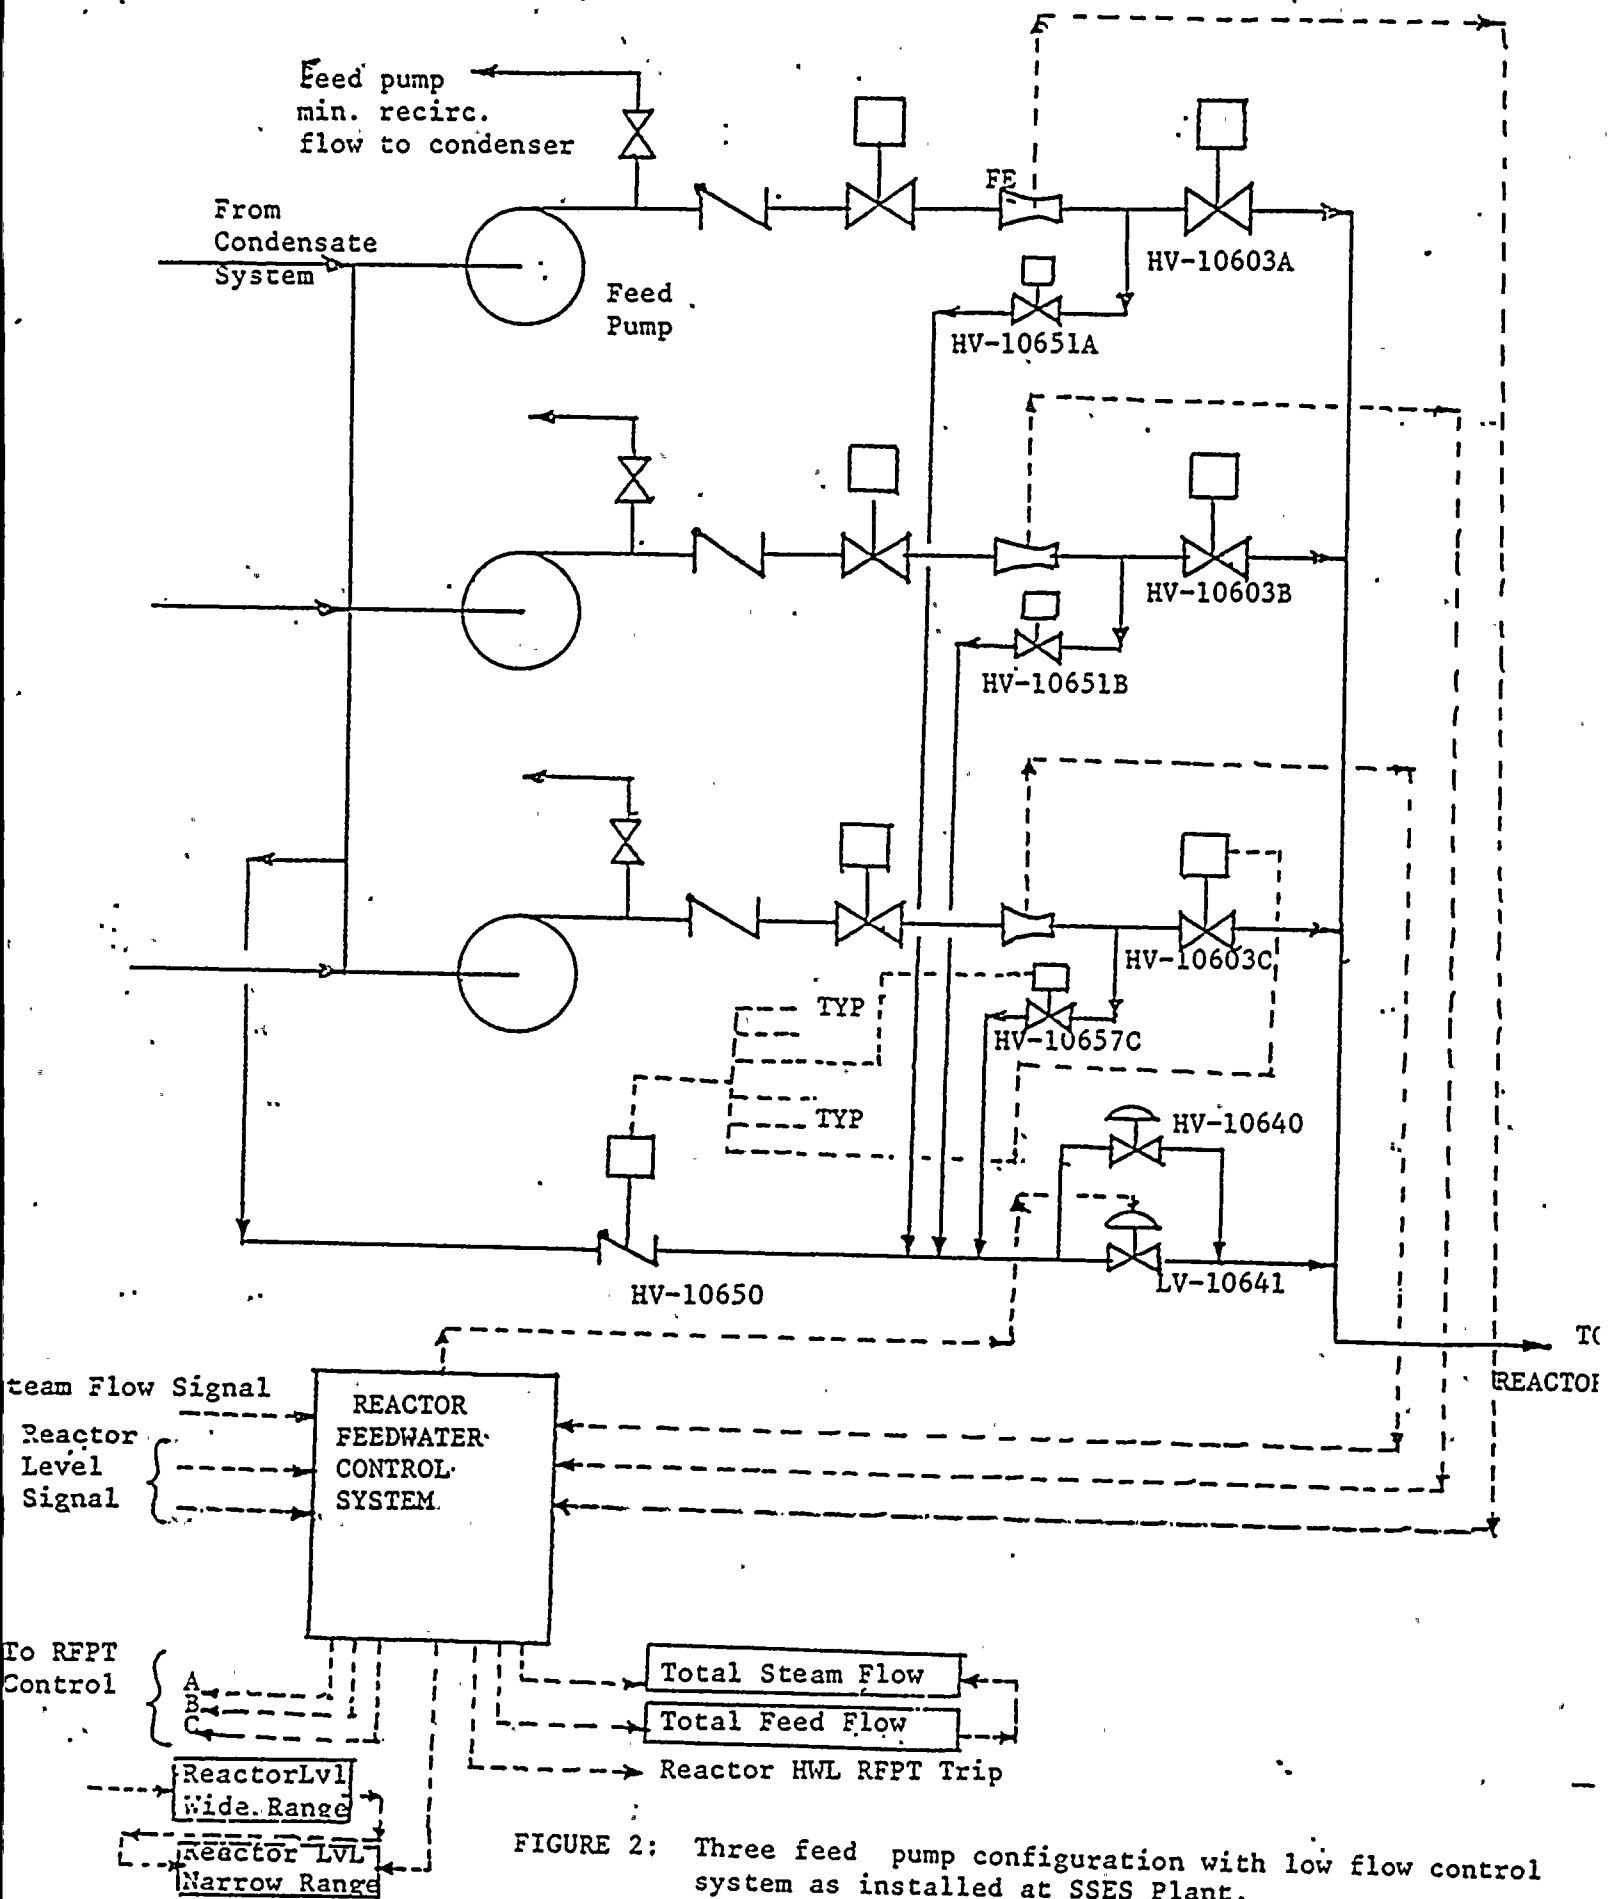 Feed pump
min. recirc.
flow to condenser
From
Condensate
System
Feed
Pump
FE
HV-10603A
HV-10651A
HV-10603B
HV-10651B
HV-10603C
TYP
HV-10657C
TYP
HV-10640
LV-10641
HV-10650
TO
REACTOR
team Flow Signal
Reactor
Level
Signal
REACTOR
FEEDWATER
CONTROL
SYSTEM
To RFPT
Control
A
B
C
Total Steam Flow
Total Feed Flow
Reactor HWL RFPT Trip
ReactorLvl
Wide.Range
Reactor LvL
Narrow Range
FIGURE 2: Three feed pump configuration with low flow control
system as installed at SSES Plant.